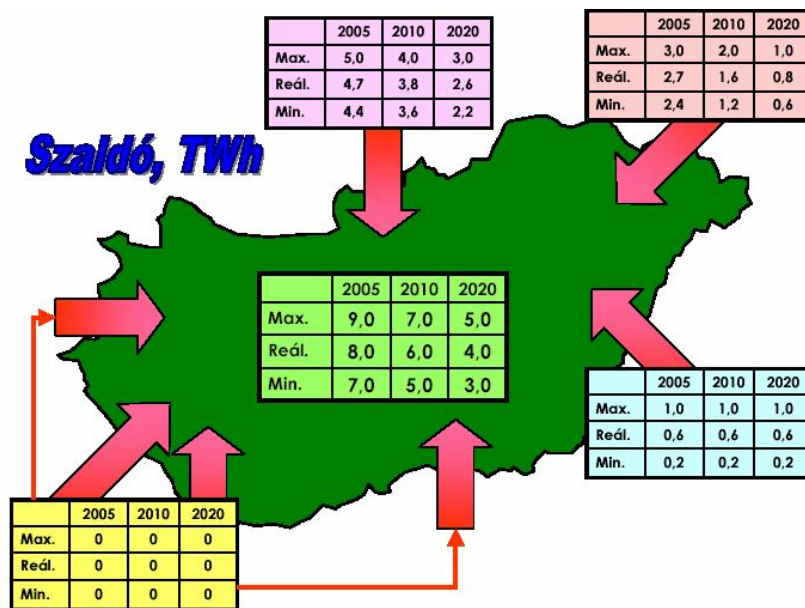 2005 2010 2020
Max. 5,0 4,0 3,0
Reál. 4,7 3,8 2,6
Min. 4,4 3,6 2,2
2005 2010 2020
Max. 3,0 2,0 1,0
Reál. 2,7 1,6 0,8
Min. 2,4 1,2 0,6
Szaldó, TWh
2005 2010 2020
Max. 9,0 7,0 5,0
Reál. 8,0 6,0 4,0
Min. 7,0 5,0 3,0
2005 2010 2020
Max. 1,0 1,0 1,0
Reál. 0,6 0,6 0,6
Min. 0,2 0,2 0,2
2005 2010 2020
Max. 0 0 0
Reál. 0 0 0
Min. 0 0 0